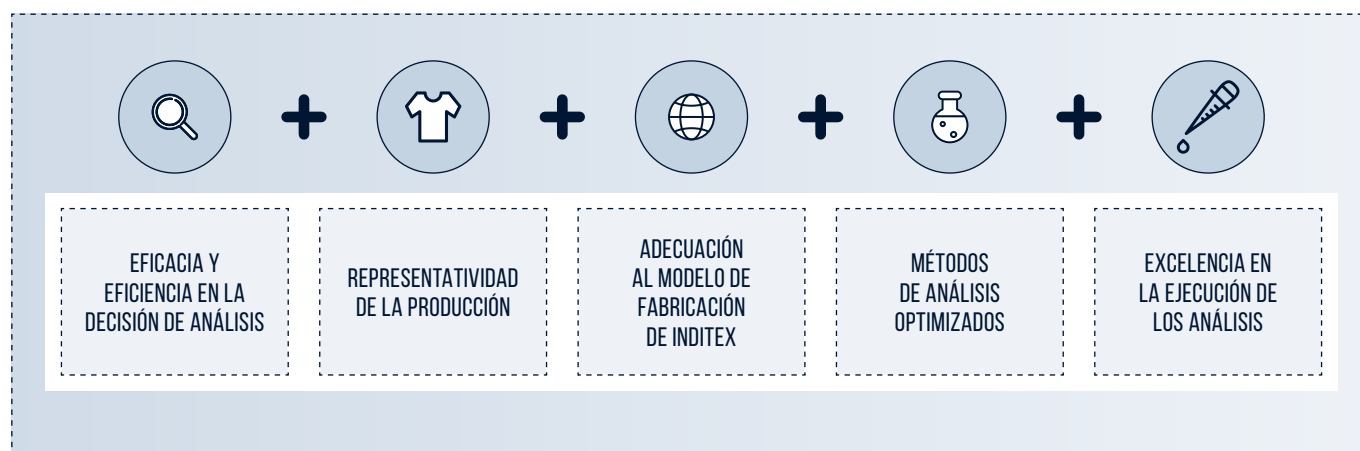 EFICACIA Y
EFICIENCIA EN LA
DECISIÓN DE ANÁLISIS
REPRESENTATIVIDAD
DE LA PRODUCCIÓN
ADECUACIÓN
AL MODELO DE
FABRICACIÓN
DE INDITEX
MÉTODOS
DE ANÁLISIS
OPTIMIZADOS
EXCELENCIA EN
LA EJECUCIÓN DE
LOS ANÁLISIS